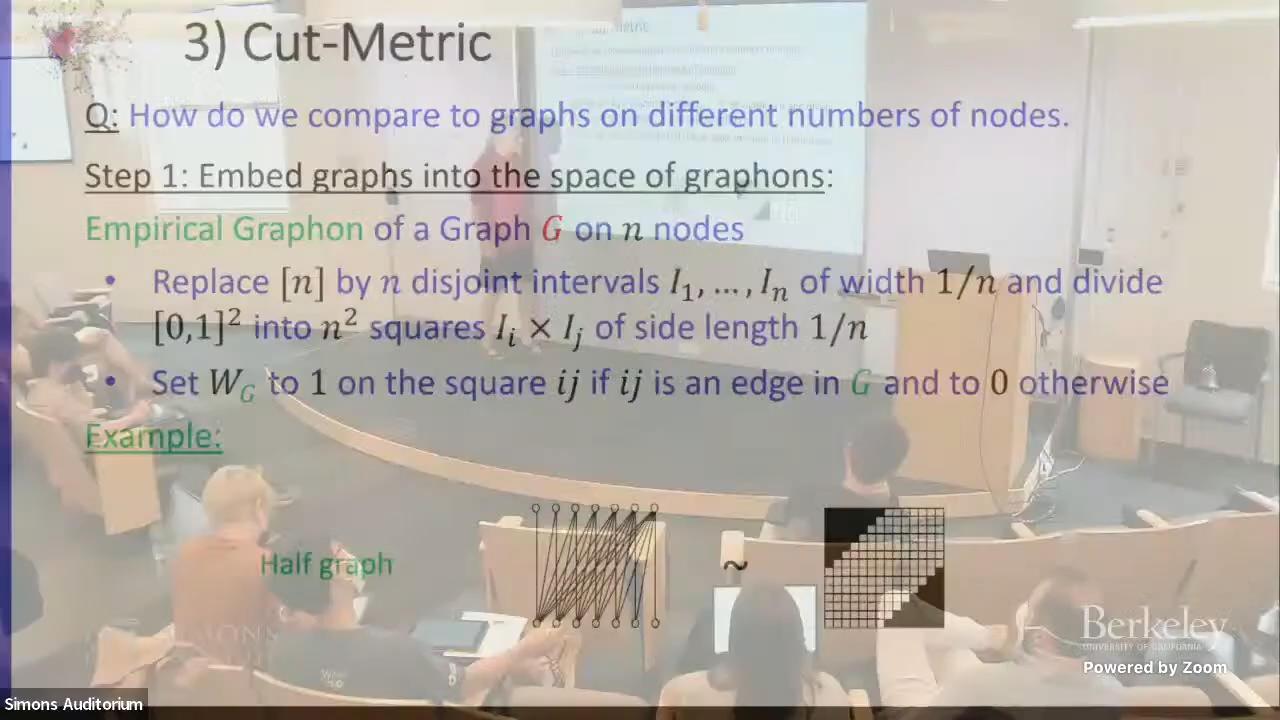 3) Cut-Metric
Q: How do we compare to graphs on different numbers of nodes.
Step 1: Embed graphs into the space of graphons:
Empirical Graphon of a Graph G on n nodes
• Replace [n] by n disjoint intervals I₁, …, Iₙ of width 1/n and divide
[0,1]² into n² squares Iᵢ × Iⱼ of side length 1/n
• Set W_G to 1 on the square ij if ij is an edge in G and to 0 otherwise
Example:
Half graph
~
Berkeley
UNIVERSITY OF CALIFORNIA
Powered by Zoom
Simons Auditorium